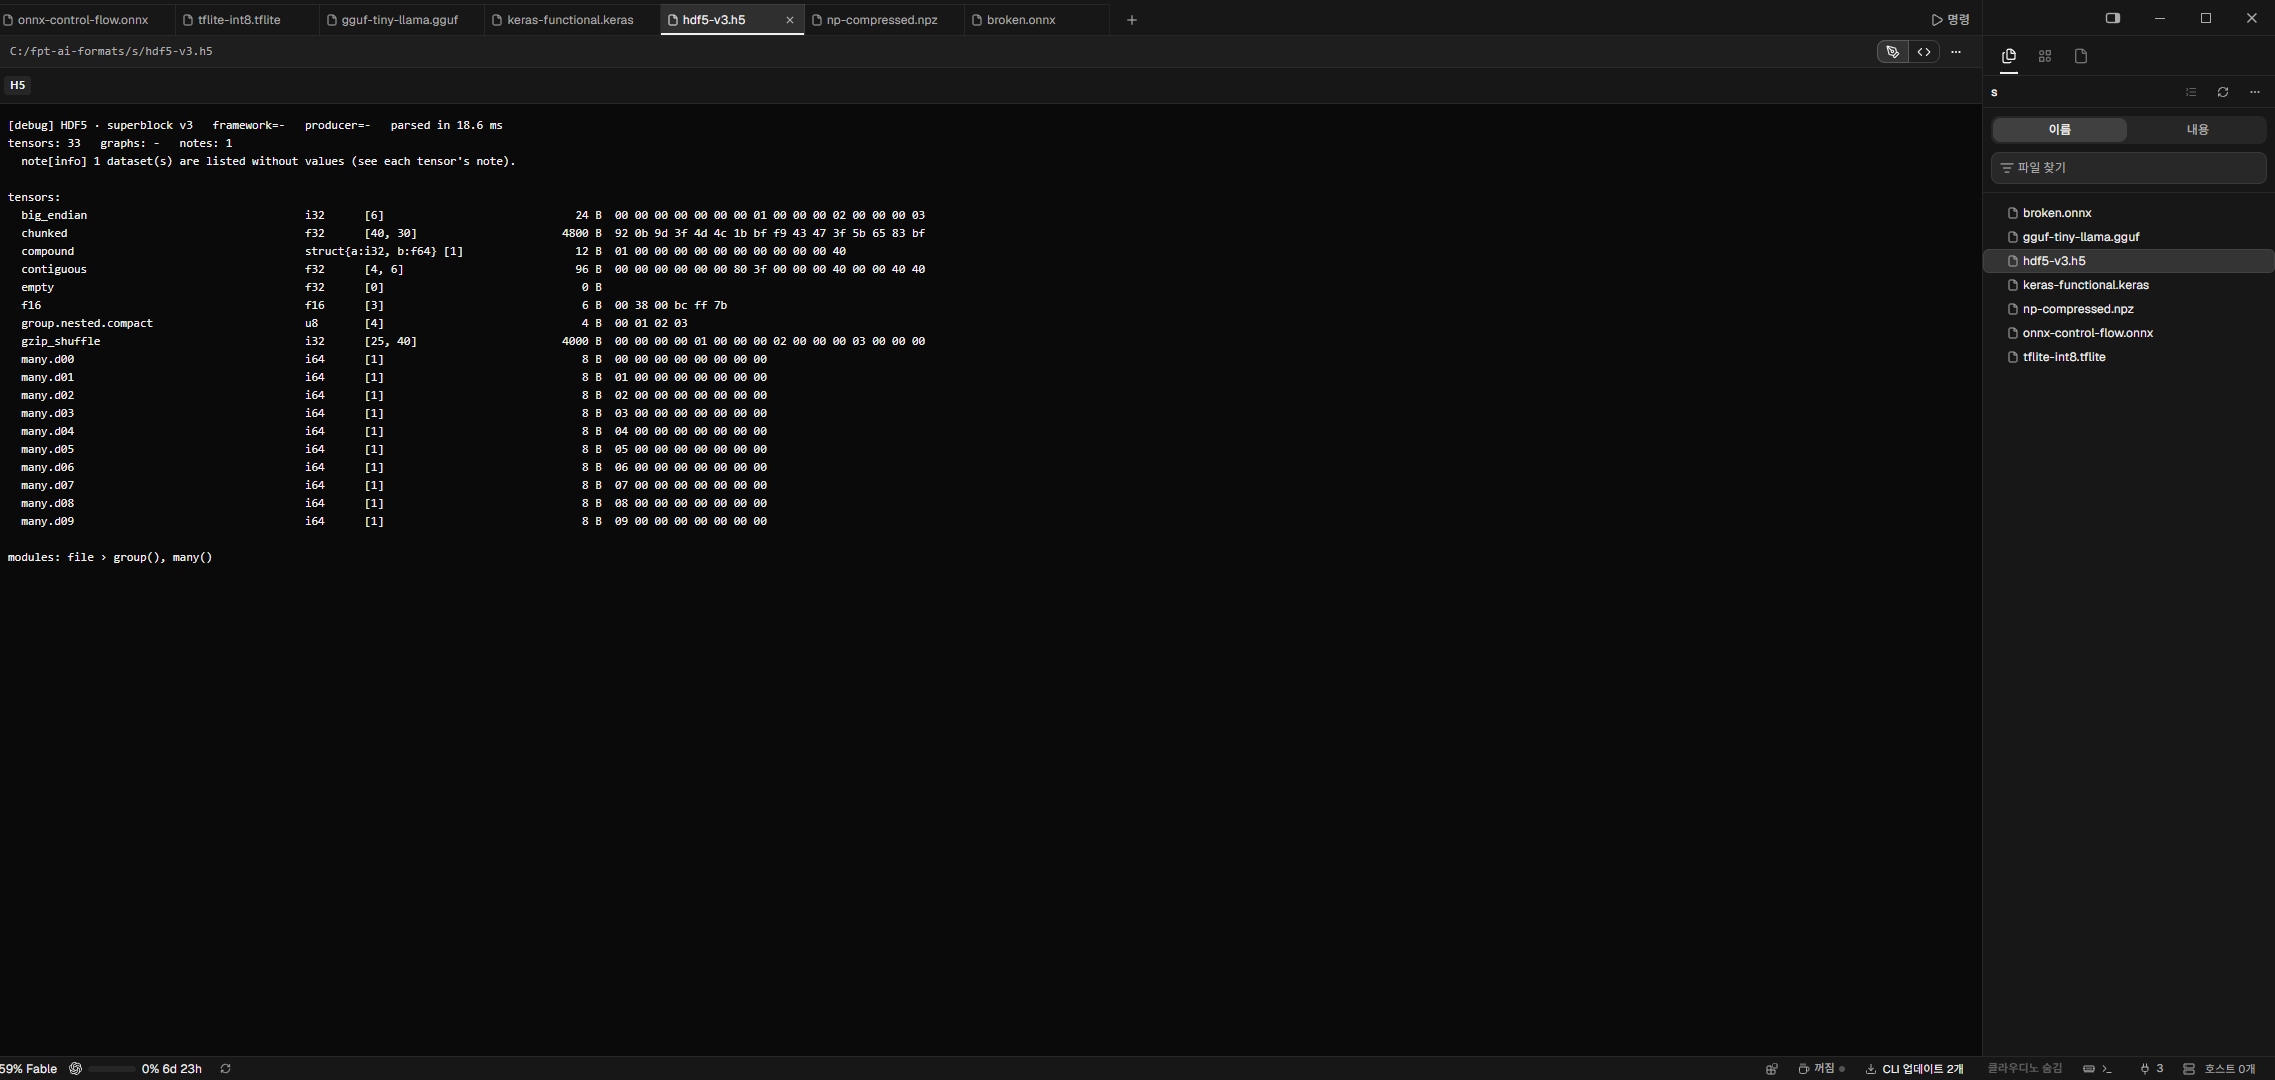 onnx-control-flow.onnx
tflite-int8.tflite
gguf-tiny-llama.gguf
keras-functional.keras
hdf5-v3.h5
np-compressed.npz
broken.onnx
명령
C:/fpt-ai-formats/s/hdf5-v3.h5
H5
[debug] HDF5 · superblock v3 framework=- producer=- parsed in 18.6 ms
tensors: 33 graphs: - notes: 1
note[info] 1 dataset(s) are listed without values (see each tensor's note).
tensors:
big_endian i32 [6] 24 B 00 00 00 00 00 00 00 01 00 00 00 02 00 00 00 03
chunked f32 [40, 30] 4800 B 92 0b 9d 3f 4d 4c 1b bf f9 43 47 3f 5b 65 83 bf
compound struct{a:i32, b:f64} [1] 12 B 01 00 00 00 00 00 00 00 00 00 00 40
contiguous f32 [4, 6] 96 B 00 00 00 00 00 00 80 3f 00 00 00 40 00 00 40 40
empty f32 [0] 0 B
f16 f16 [3] 6 B 00 38 00 bc ff 7b
group.nested.compact u8 [4] 4 B 00 01 02 03
gzip_shuffle i32 [25, 40] 4000 B 00 00 00 00 01 00 00 00 02 00 00 00 03 00 00 00
many.d00 i64 [1] 8 B 00 00 00 00 00 00 00 00
many.d01 i64 [1] 8 B 01 00 00 00 00 00 00 00
many.d02 i64 [1] 8 B 02 00 00 00 00 00 00 00
many.d03 i64 [1] 8 B 03 00 00 00 00 00 00 00
many.d04 i64 [1] 8 B 04 00 00 00 00 00 00 00
many.d05 i64 [1] 8 B 05 00 00 00 00 00 00 00
many.d06 i64 [1] 8 B 06 00 00 00 00 00 00 00
many.d07 i64 [1] 8 B 07 00 00 00 00 00 00 00
many.d08 i64 [1] 8 B 08 00 00 00 00 00 00 00
many.d09 i64 [1] 8 B 09 00 00 00 00 00 00 00
modules: file › group(), many()
s
이름 내용
파일 찾기
broken.onnx
gguf-tiny-llama.gguf
hdf5-v3.h5
keras-functional.keras
np-compressed.npz
onnx-control-flow.onnx
tflite-int8.tflite
59% Fable 0% 6d 23h
꺼짐 CLI 업데이트 2개 클라우디노 숨김 3 호스트 0개